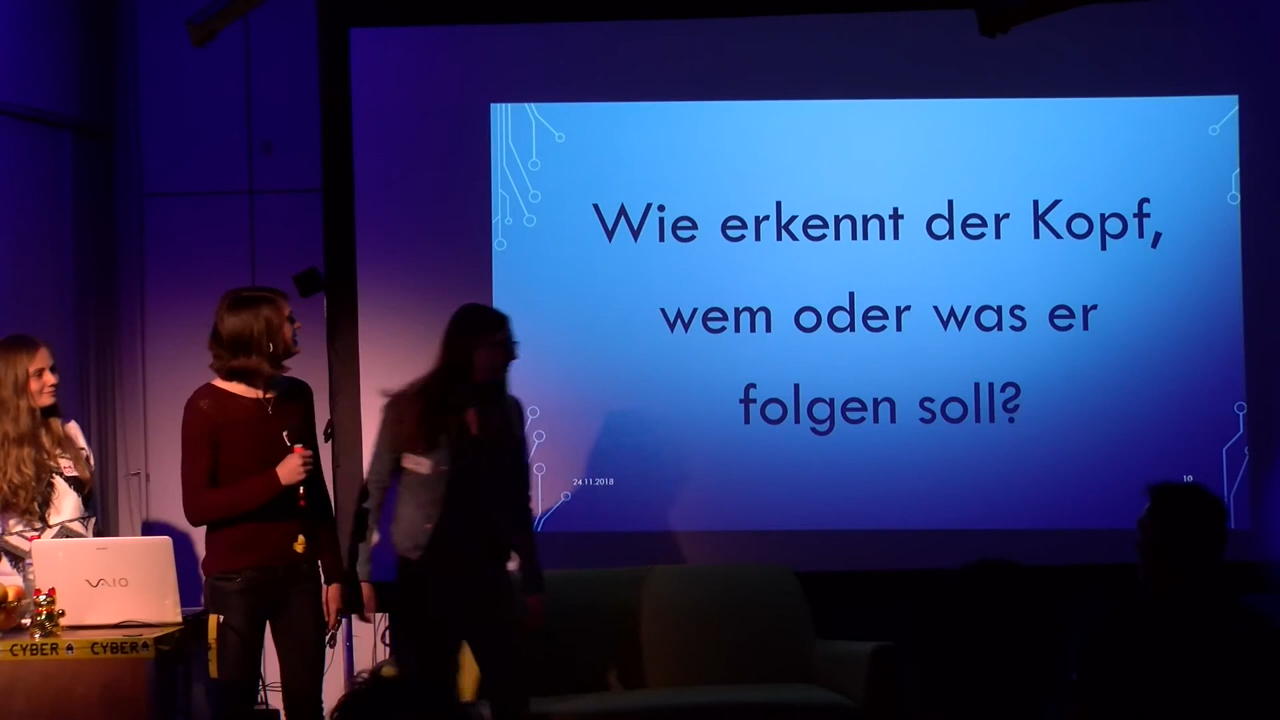 Wie erkennt der Kopf,
wem oder was er
folgen soll?
24.11.2018
10
VAIO
CYBER CYBER